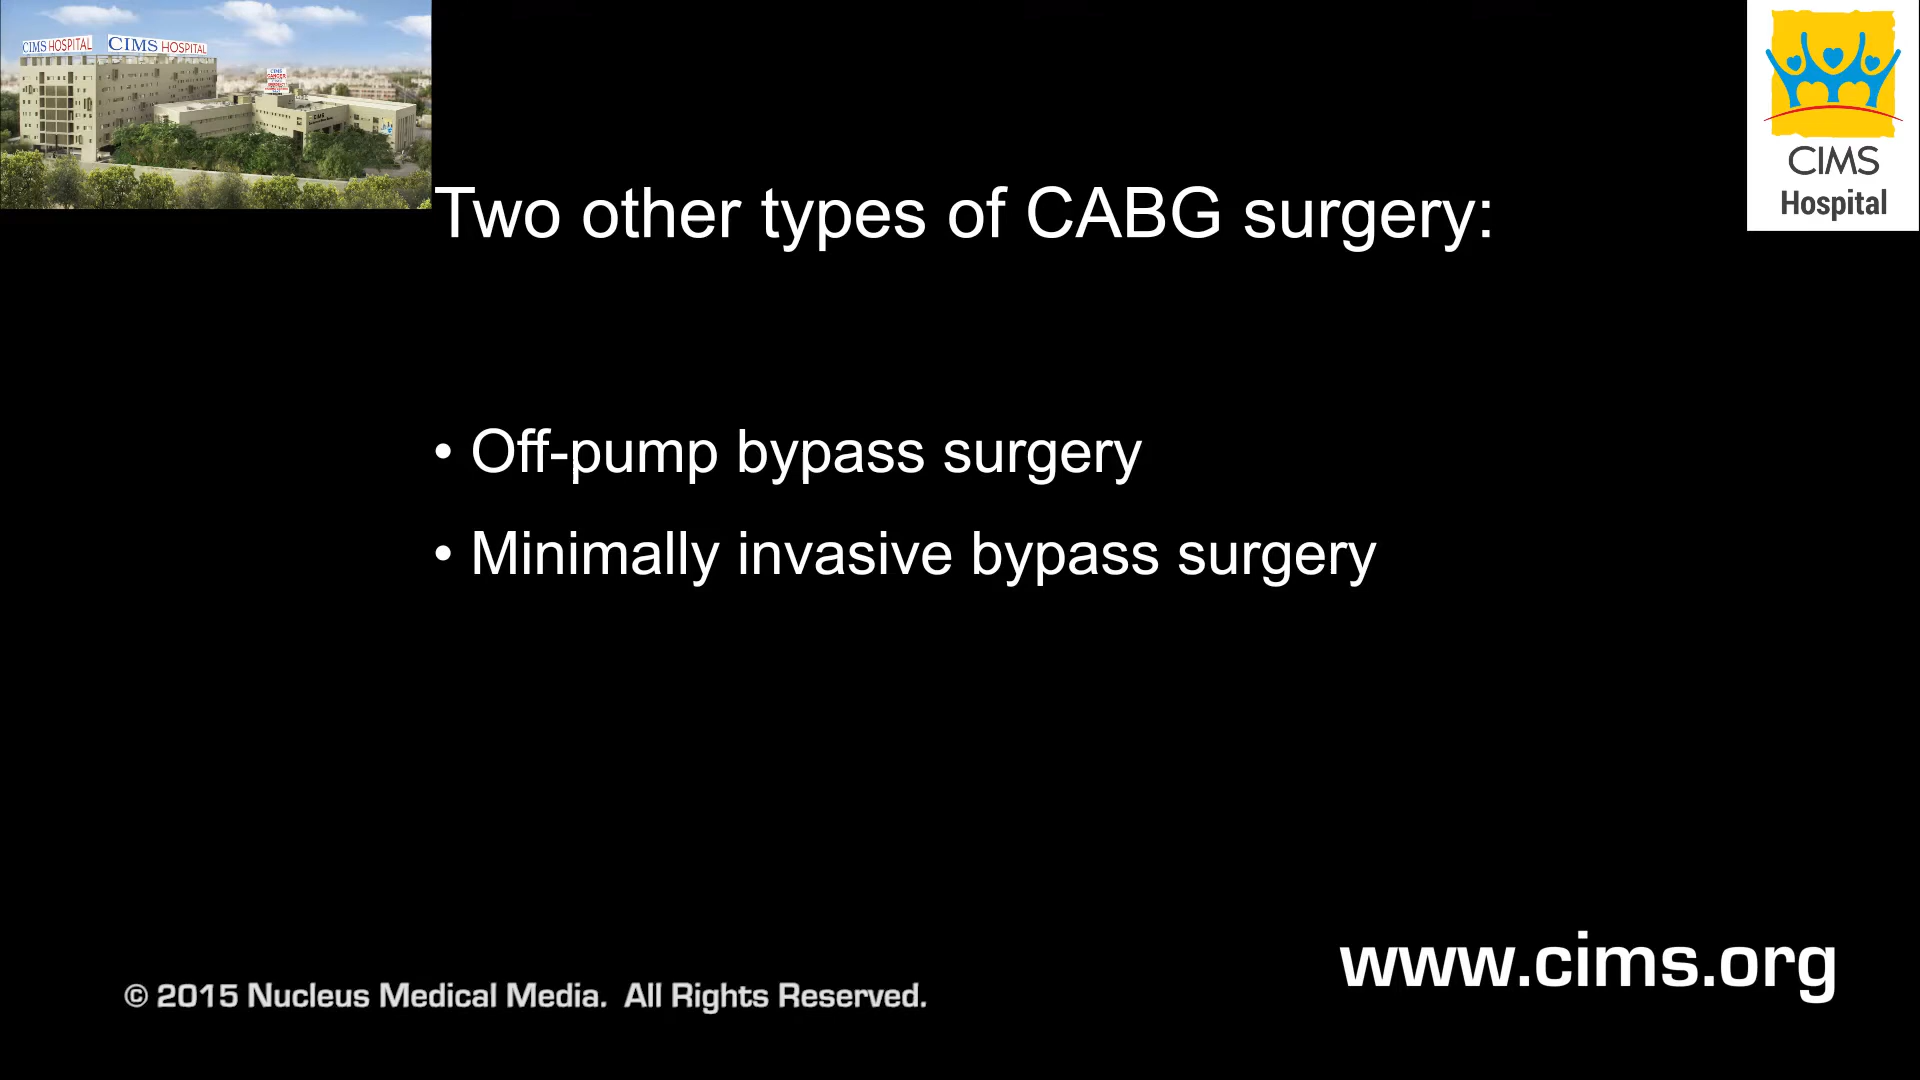 CIMS HOSPITAL CIMS HOSPITAL
CIMS
Hospital
Two other types of CABG surgery:
• Off-pump bypass surgery
• Minimally invasive bypass surgery
www.cims.org
© 2015 Nucleus Medical Media. All Rights Reserved.